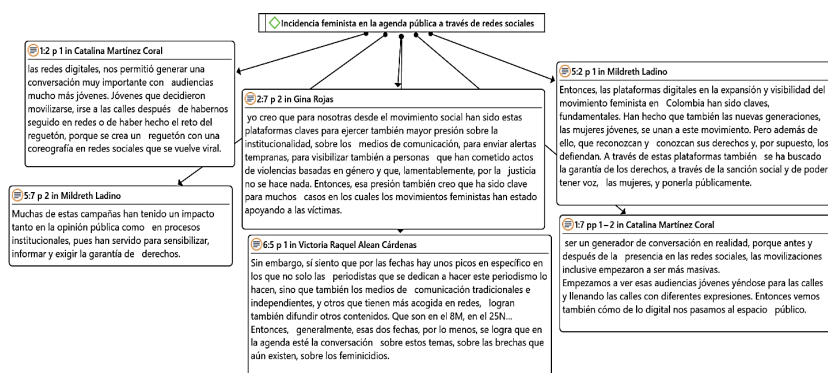 Incidencia feminista en la agenda pública a través de redes sociales
1:2 p 1 in Catalina Martínez Coral
las redes digitales, nos permitió generar una
conversación muy importante con audiencias
mucho más jóvenes. Jóvenes que decidieron
movilizarse, irse a las calles después de habernos
seguido en redes o de haber hecho el reto del
reguetón, porque se crea un reguetón con una
coreografía en redes sociales que se vuelve viral.
2:7 p 2 in Gina Rojas
yo creo que para nosotras desde el movimiento social han sido estas
plataformas claves para ejercer también mayor presión sobre la
institucionalidad, sobre los medios de comunicación, para enviar alertas
tempranas, para visibilizar también a personas que han cometido actos
de violencias basadas en género y que, lamentablemente, por la justicia
no se hace nada. Entonces, esa presión también creo que ha sido clave
para muchos casos en los cuales los movimientos feministas han estado
apoyando a las víctimas.
5:2 p 1 in Mildreth Ladino
Entonces, las plataformas digitales en la expansión y visibilidad del
movimiento feminista en Colombia han sido claves,
fundamentales. Han hecho que también las nuevas generaciones,
las mujeres jóvenes, se unan a este movimiento. Pero además de
ello, que reconozcan y conozcan sus derechos y, por supuesto, los
defiendan. A través de estas plataformas también se ha buscado
la garantía de los derechos, a través de la sanción social y de poder
tener voz, las mujeres, y ponerla públicamente.
5:7 p 2 in Mildreth Ladino
Muchas de estas campañas han tenido un impacto
tanto en la opinión pública como en procesos
institucionales, pues han servido para sensibilizar,
informar y exigir la garantía de derechos.
6:5 p 1 in Victoria Raquel Alean Cárdenas
Sin embargo, sí siento que por las fechas hay unos picos en específico en
los que no solo las periodistas que se dedican a hacer este periodismo lo
hacen, sino que también los medios de comunicación tradicionales e
independientes, y otros que tienen más acogida en redes, logran
también difundir otros contenidos. Que son en el 8M, en el 25N...
Entonces, generalmente, esas dos fechas, por lo menos, se logra que en
la agenda esté la conversación sobre estos temas, sobre las brechas que
aún existen, sobre los feminicidios.
1:7 pp 1–2 in Catalina Martínez Coral
ser un generador de conversación en realidad, porque antes y
después de la presencia en las redes sociales, las movilizaciones
inclusive empezaron a ser más masivas.
Empezamos a ver esas audiencias jóvenes yéndose para las calles
y llenando las calles con diferentes expresiones. Entonces vemos
también cómo de lo digital nos pasamos al espacio público.